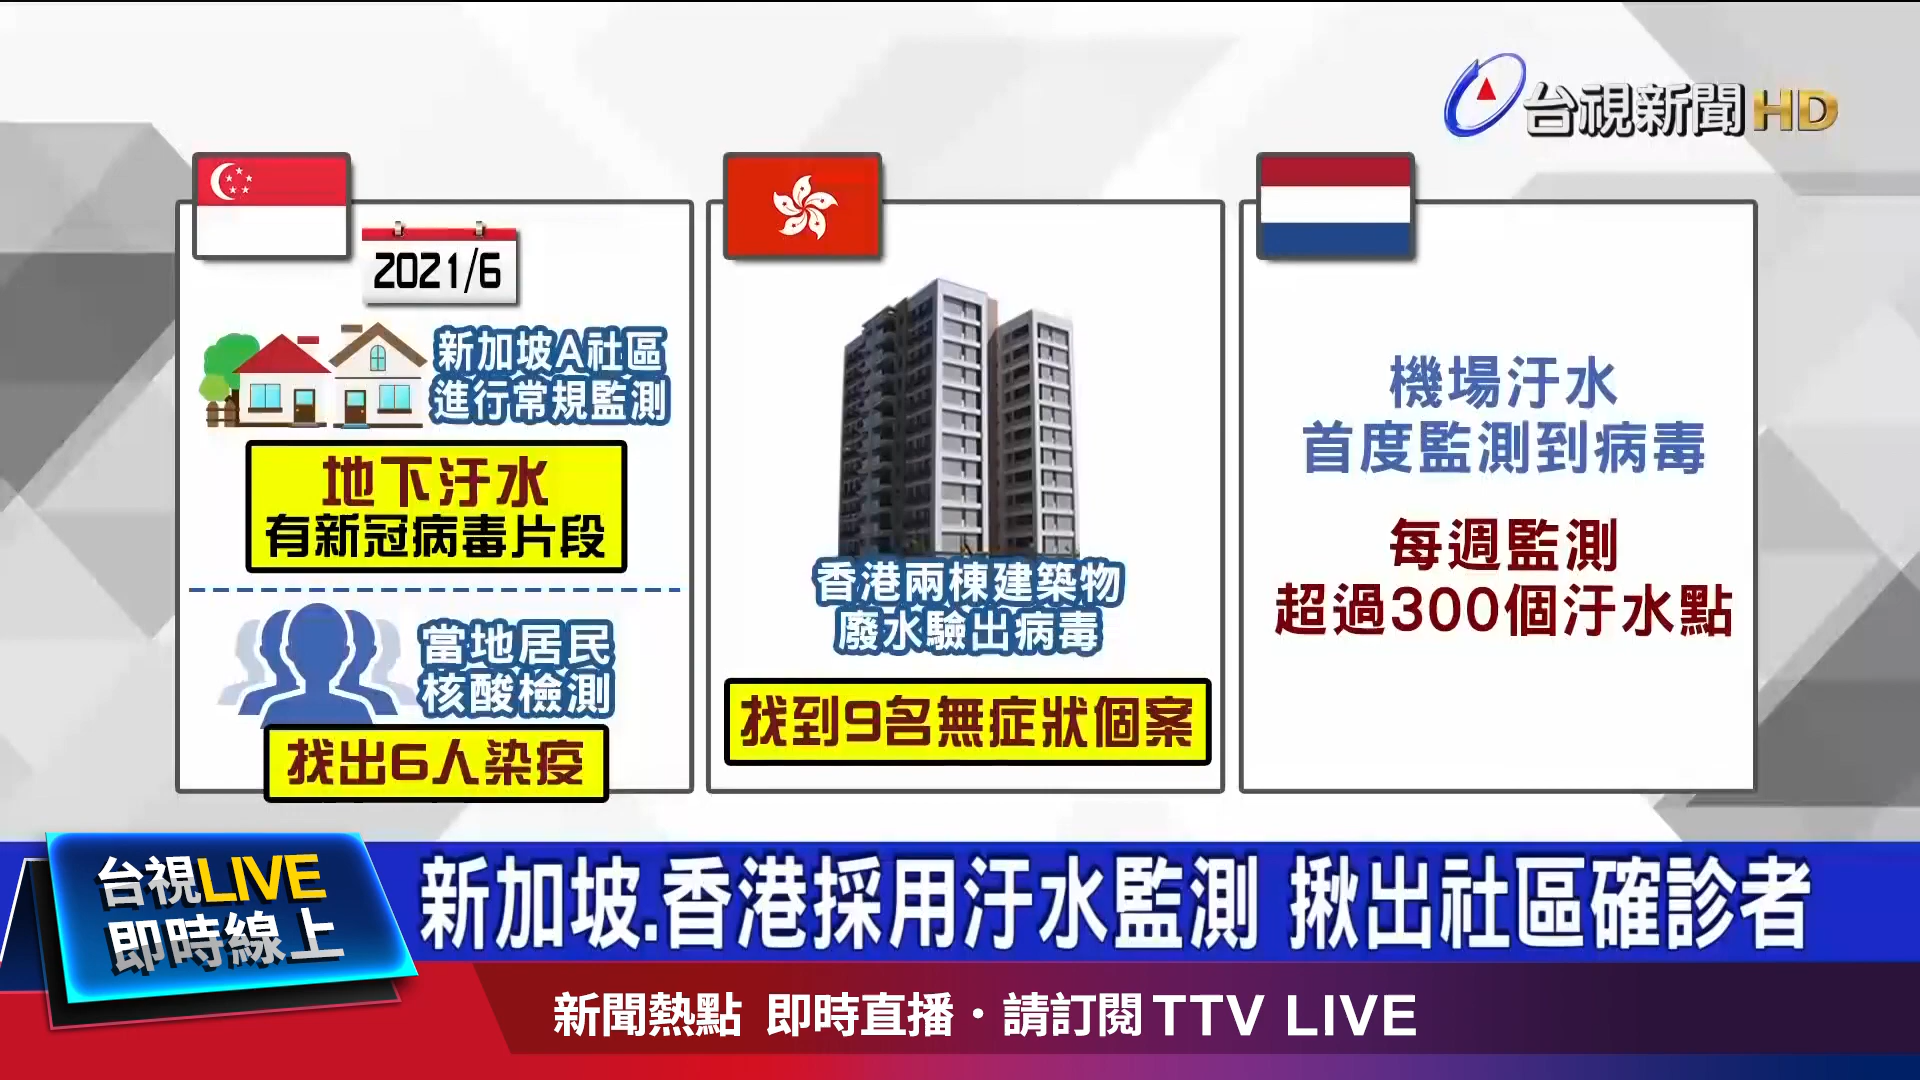 台視新聞HD
2021/6
新加坡A社區
進行常規監測
地下汙水
有新冠病毒片段
當地居民
核酸檢測
找出6人染疫
香港兩棟建築物
廢水驗出病毒
找到9名無症狀個案
機場汙水
首度監測到病毒
每週監測
超過300個汙水點
台視LIVE
即時線上
新加坡.香港採用汙水監測 揪出社區確診者
新聞熱點 即時直播・請訂閱TTV LIVE